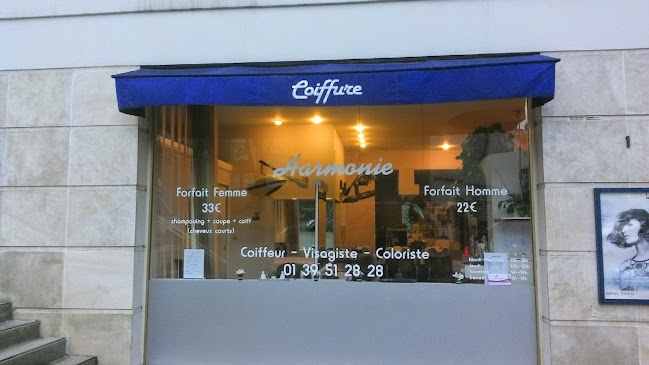 Coiffure
Harmonie
Forfait Femme
33€
shampouing + coupe + coiff
(cheveux courts)
Forfait Homme
22€
Coiffeur - Visagiste - Coloriste
01 39 51 28 28